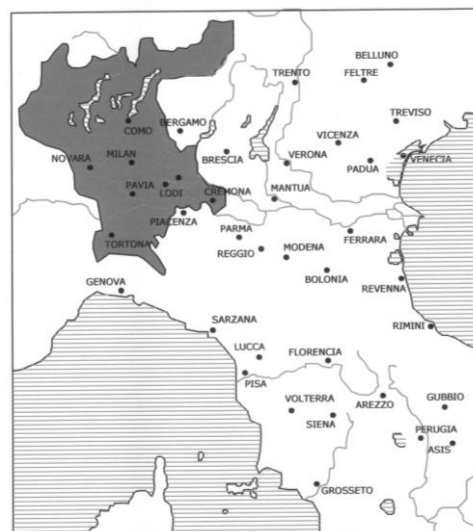 BELLUNO
TRENTO
FELTRE
TREVISO
COMO
BERGAMO
VICENZA
NOVARA
MILAN
BRESCIA
VERONA
PADUA
VENECIA
PAVIA
LODI
CREMONA
MANTUA
PIACENZA
TORTONA
PARMA
FERRARA
REGGIO
MODENA
BOLONIA
REVENNA
GENOVA
SARZANA
RIMINI
LUCCA
FLORENCIA
PISA
VOLTERRA
AREZZO
GUBBIO
SIENA
PERUGIA
ASIS
GROSSETO